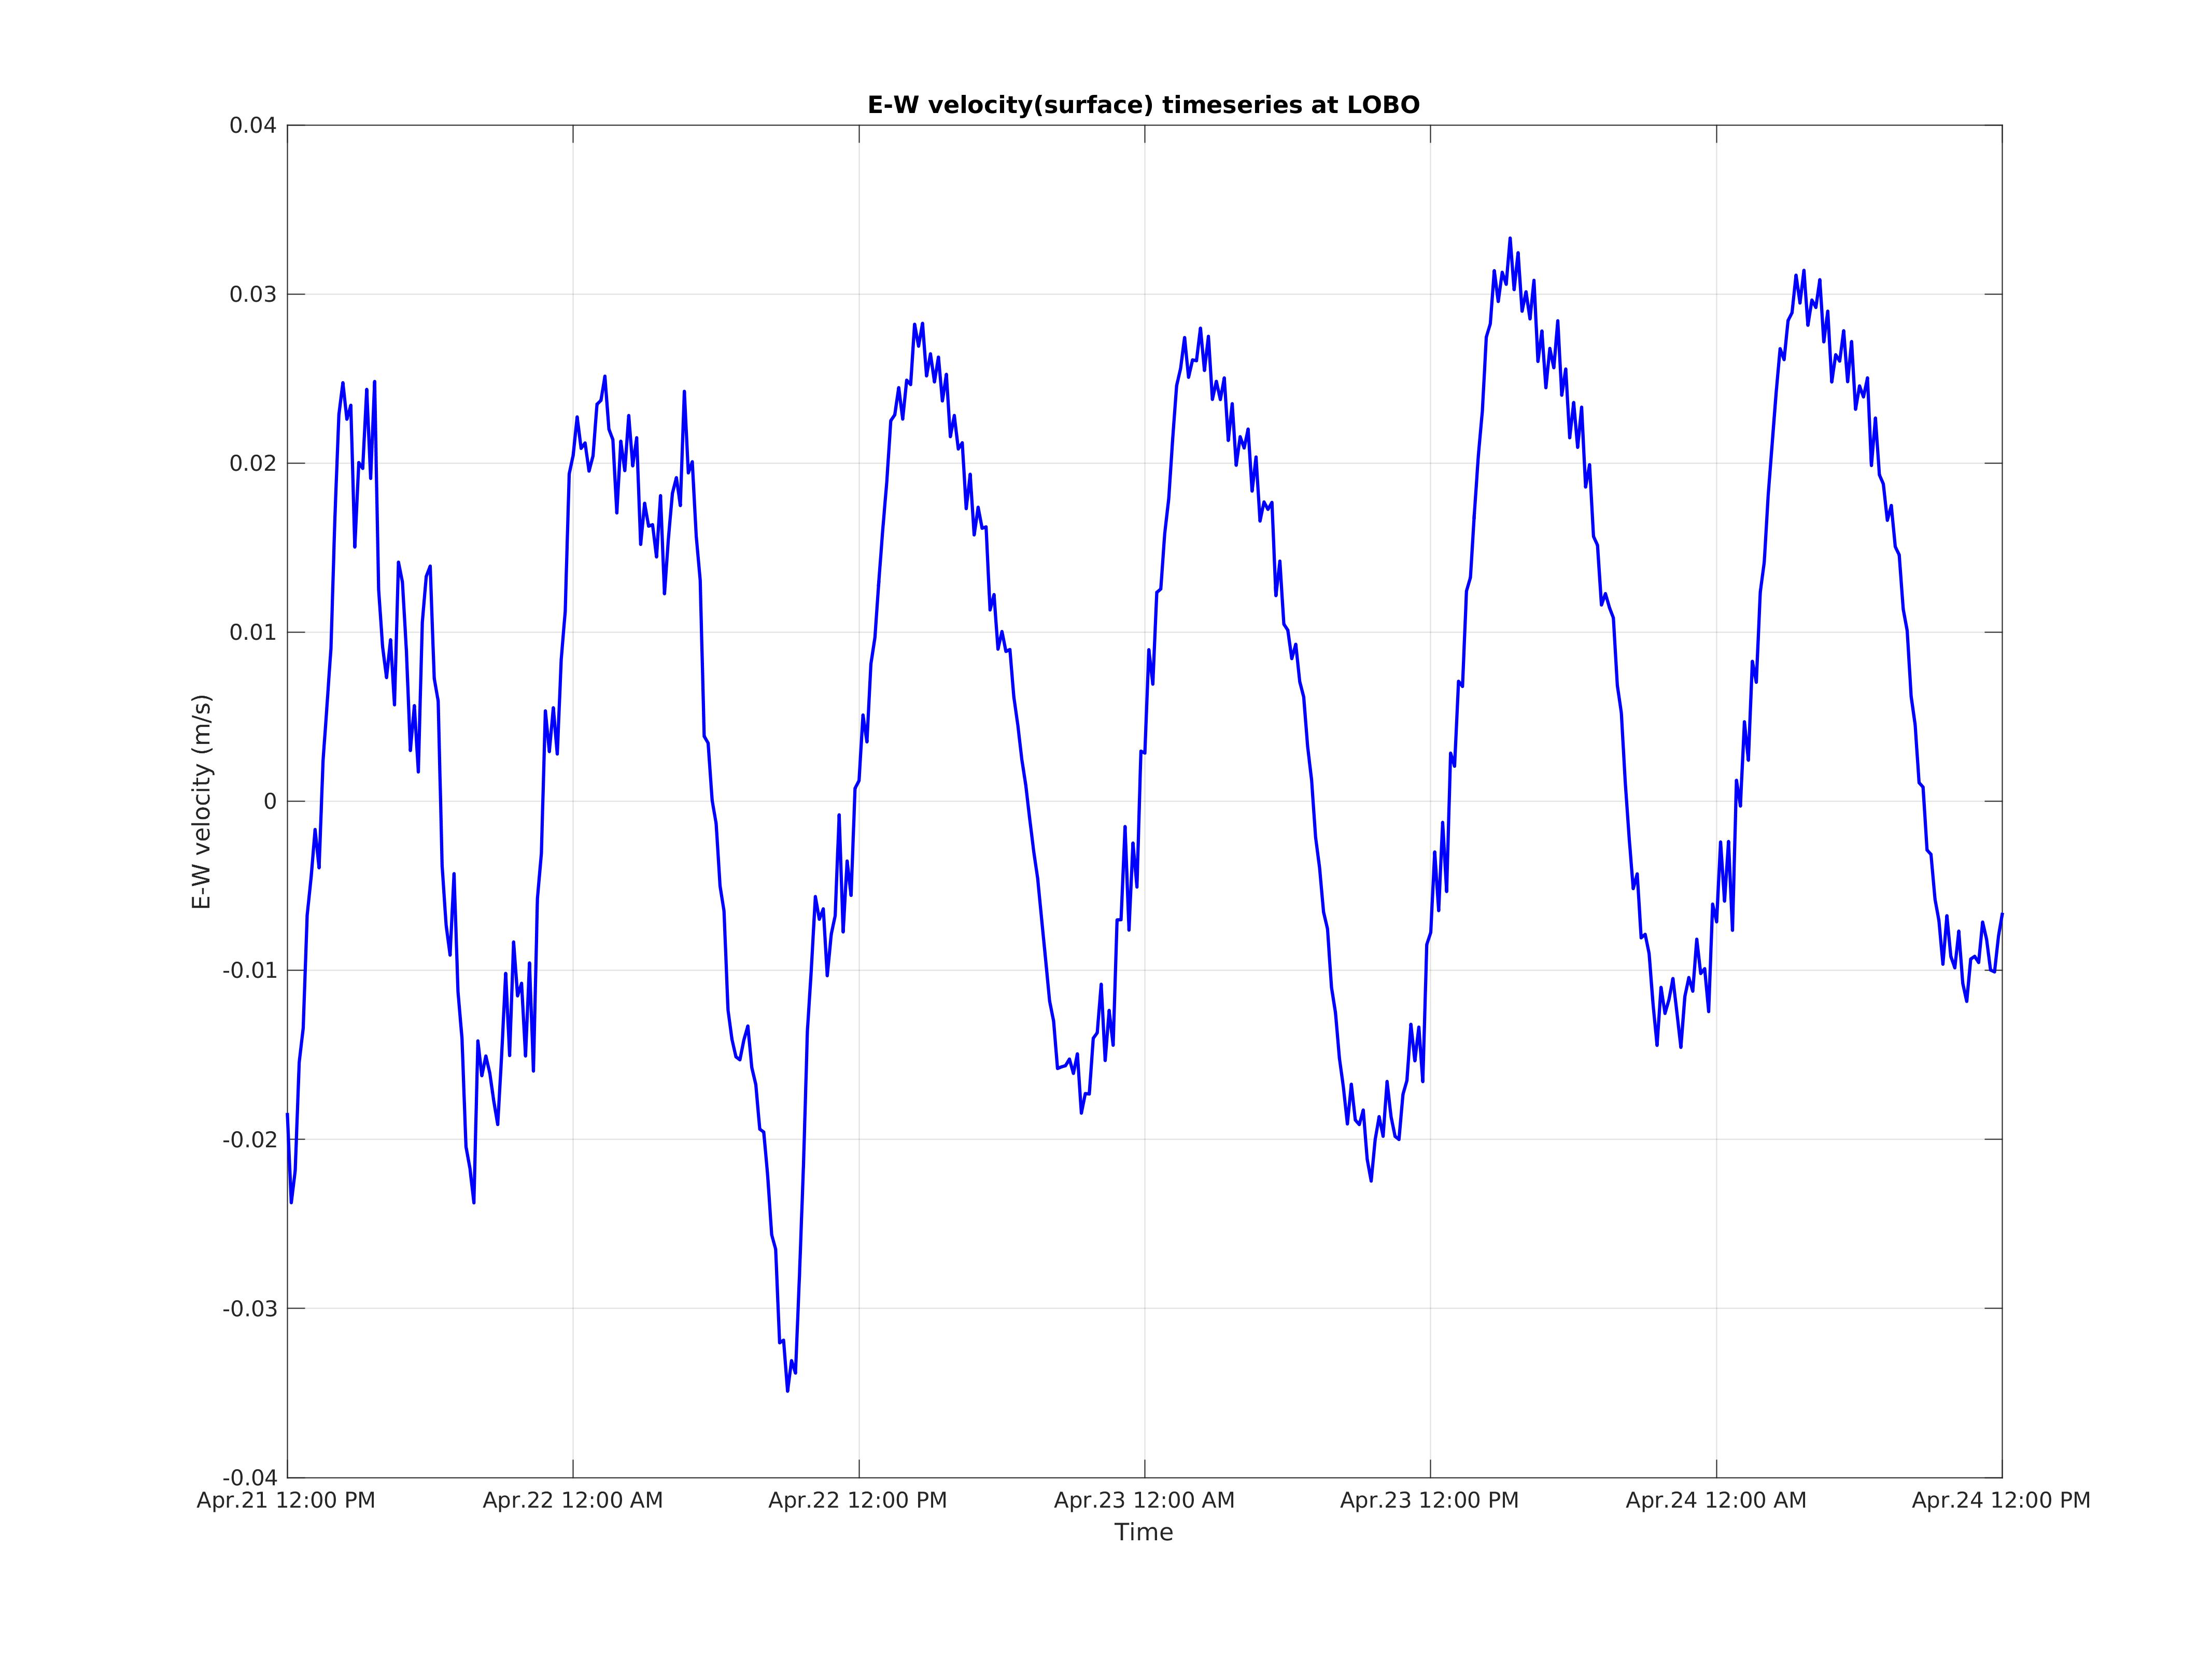 E-W velocity(surface) timeseries at LOBO
0.04
0.03
0.02
0.01
0
-0.01
-0.02
-0.03
-0.04
E-W velocity (m/s)
Apr.21 12:00 PM Apr.22 12:00 AM Apr.22 12:00 PM Apr.23 12:00 AM Apr.23 12:00 PM Apr.24 12:00 AM Apr.24 12:00 PM
Time